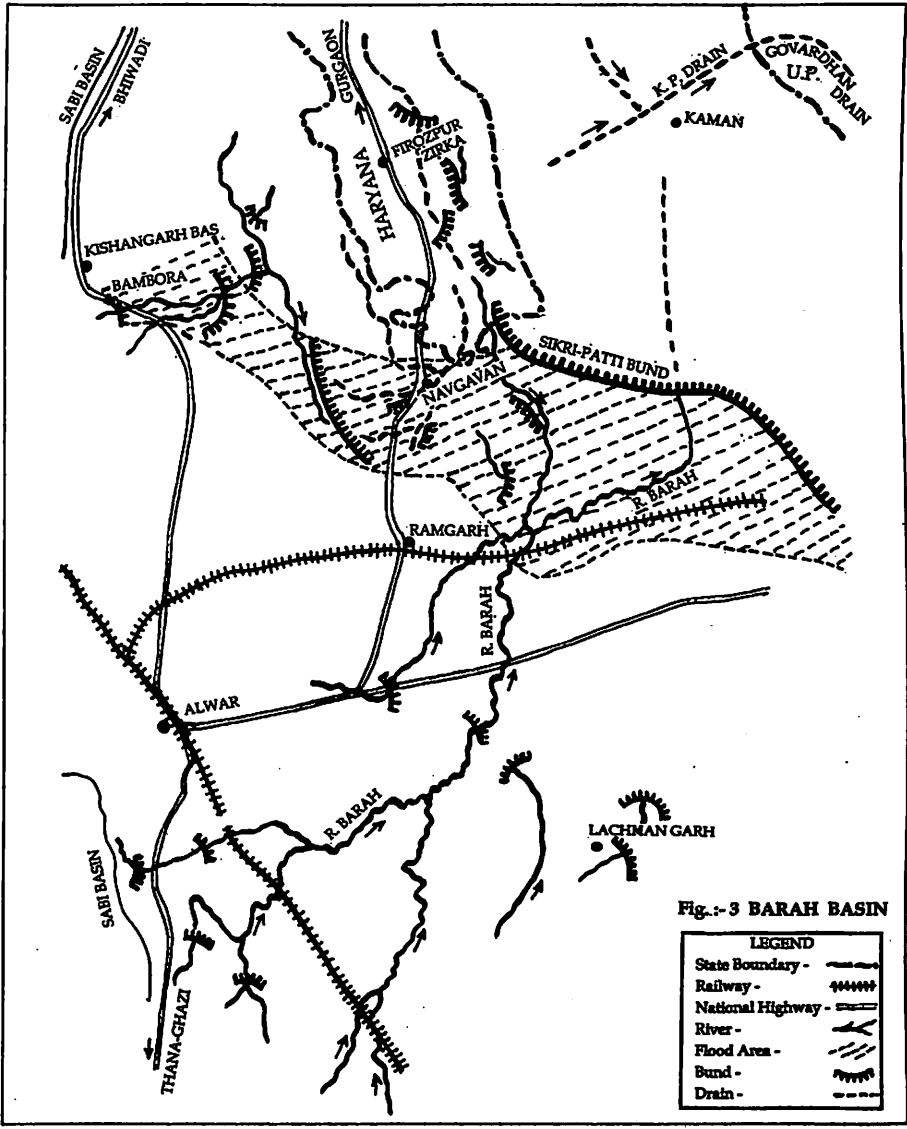 SABI BASIN
BHIWADI
GURGAON
HARYANA
FIROZPUR
ZIRKA
K. P. DRAIN
GOVARDHAN
DRAIN
U.P.
KAMAN
KISHANGARH BAS
BAMBORA
SIKRI-PATTI BUND
NAVGAVAN
R. BARAH
RAMGARH
R. BARAH
ALWAR
R. BARAH
LACHMAN GARH
SABI BASIN
THANA-GHAZI
Fig.:-3 BARAH BASIN
LEGEND
State Boundary -
Railway -
National Highway -
River -
Flood Area -
Bund -
Drain -